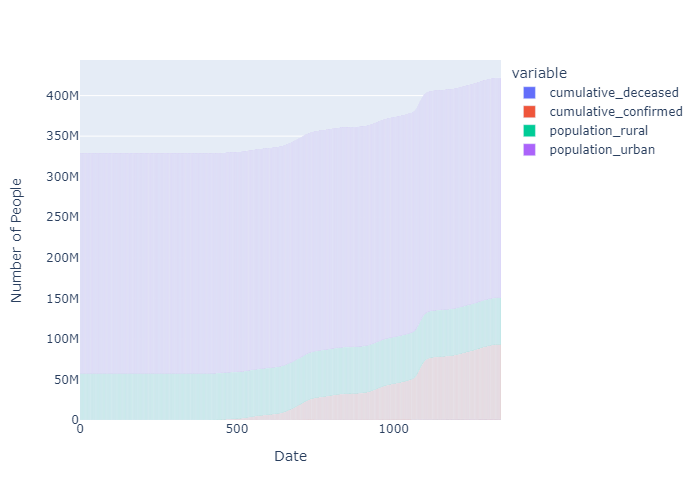 variable
cumulative_deceased
cumulative_confirmed
population_rural
population_urban
400M
350M
300M
250M
200M
150M
100M
50M
0
0
500
1000
Number of People
Date